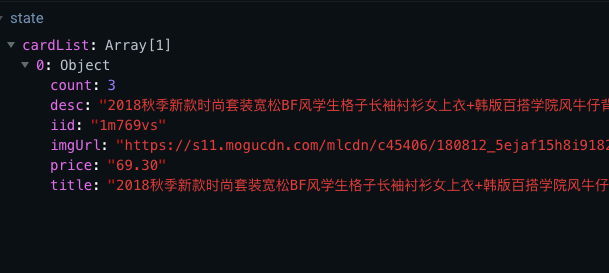 state
cardList: Array[1]
0: Object
count: 3
desc: "2018秋季新款时尚套装宽松BF风学生格子长袖衬衫女上衣+韩版百搭学院风牛仔背
iid: "1m769vs"
imgUrl: "https://s11.mogucdn.com/mlcdn/c45406/180812_5ejaf15h8i9182
price: "69.30"
title: "2018秋季新款时尚套装宽松BF风学生格子长袖衬衫女上衣+韩版百搭学院风牛仔